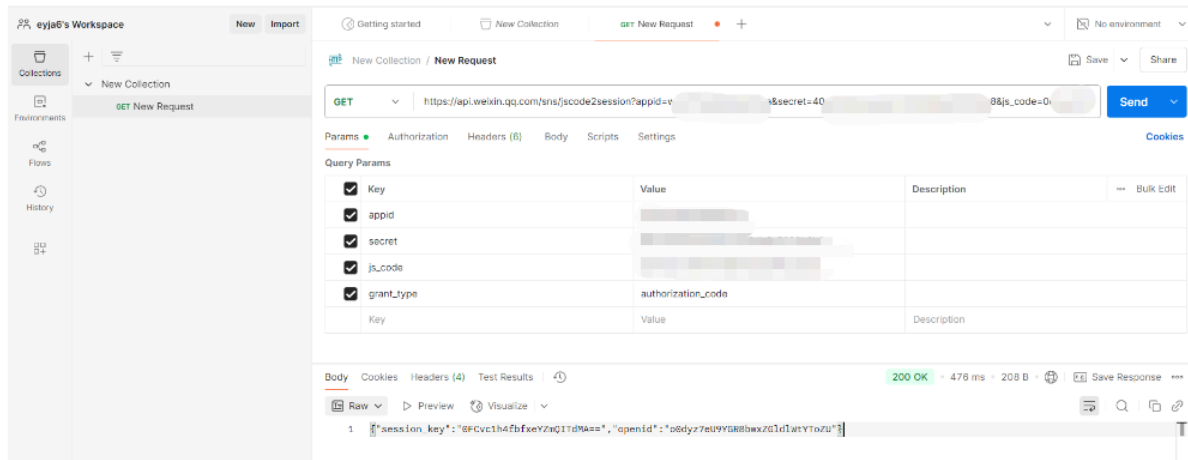 eyja6's Workspace New Import
Getting started New Collection GET New Request No environment
Collections
Environments
Flows
History
New Collection
GET New Request
New Collection / New Request Save Share
GET https://api.weixin.qq.com/sns/jscode2session?appid= &secret=40 8&js_code=0 Send
Params Authorization Headers (6) Body Scripts Settings Cookies
Query Params
Key Value Description Bulk Edit
appid
secret
js_code
grant_type authorization_code
Key Value Description
Body Cookies Headers (4) Test Results 200 OK 476 ms 208 B Save Response
Raw Preview Visualize
1 {"session_key":"0FCvc1h4fbfxeYZmQITdMA==","openid":"o0dyz7eU9YGR8bwxZGldlWtYToZU"}